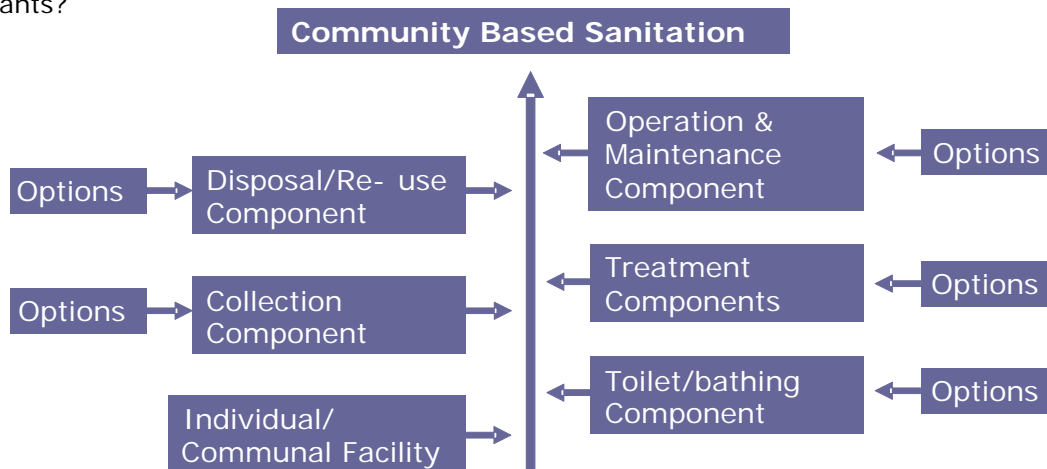 ants?
Community Based Sanitation
Operation &
Maintenance
Component
Options
Options
Disposal/Re- use
Component
Treatment
Components
Options
Options
Collection
Component
Toilet/bathing
Component
Options
Individual/
Communal Facility